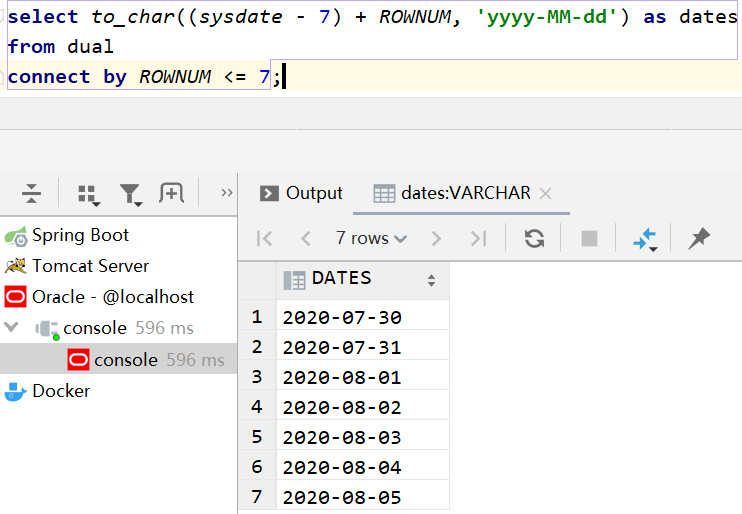 select to_char((sysdate - 7) + ROWNUM, 'yyyy-MM-dd') as dates
from dual
connect by ROWNUM <= 7;
Output
dates:VARCHAR
Spring Boot
Tomcat Server
Oracle - @localhost
console 596 ms
console 596 ms
Docker
7 rows
DATES
1 2020-07-30
2 2020-07-31
3 2020-08-01
4 2020-08-02
5 2020-08-03
6 2020-08-04
7 2020-08-05